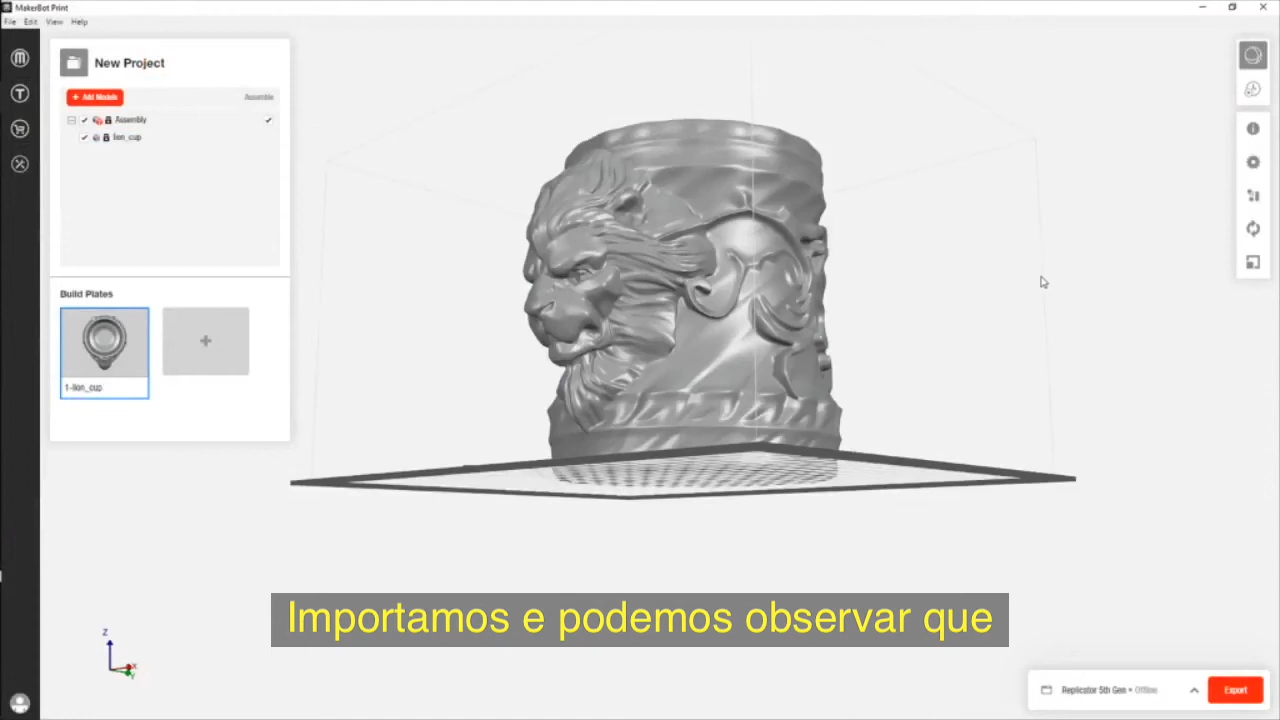 MakerBot Print
File Edit View Help
New Project
+ Add Models
Assemble
Assembly
lion_cup
Build Plates
1-lion_cup
Z
X
Y
Importamos e podemos observar que
Replicator 5th Gen • Offline
Export